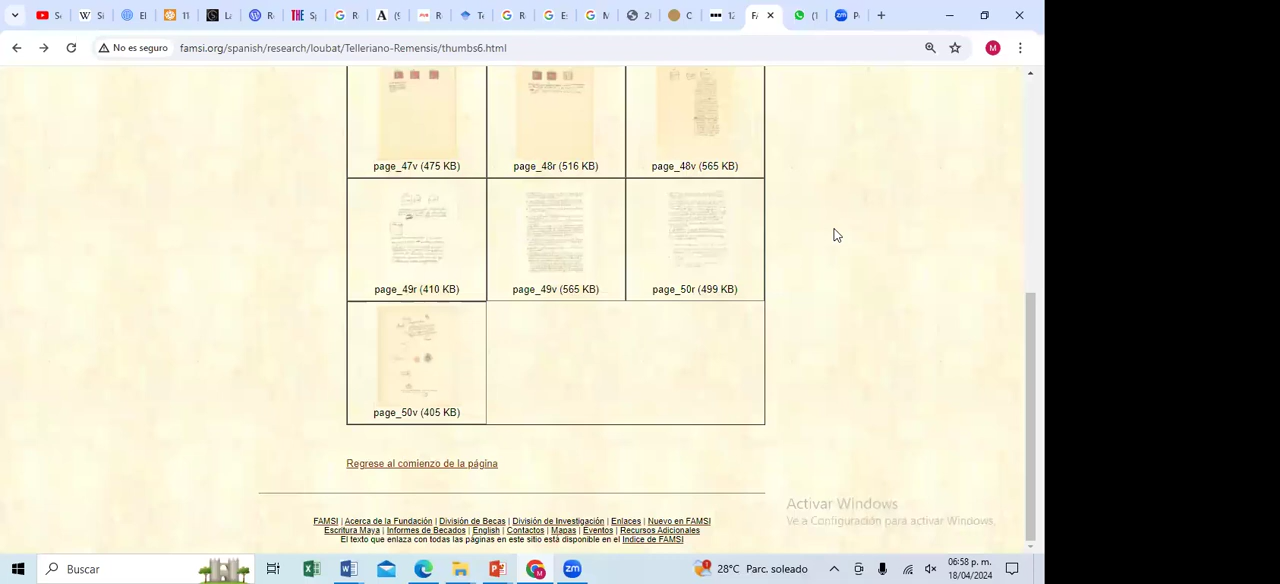 S
W
S
El
11
L
R
S
R
A
(
R
T
R
E
M
2
C
12
F
(1
P
No es seguro
famsi.org/spanish/research/loubat/Telleriano-Remensis/thumbs6.html
M
page_47v (475 KB)
page_48r (516 KB)
page_48v (565 KB)
page_49r (410 KB)
page_49v (565 KB)
page_50r (499 KB)
page_50v (405 KB)
Regrese al comienzo de la página
Activar Windows
Ve a Configuración para activar Windows.
FAMSI | Acerca de la Fundación | División de Becas | División de Investigación | Enlaces | Nuevo en FAMSI
Escritura Maya | Informes de Becados | English | Contactos | Mapas | Eventos | Recursos Adicionales
El texto que enlaza con todas las páginas en este sitio está disponible en el Índice de FAMSI
Buscar
28°C Parc. soleado
06:58 p. m.
18/04/2024